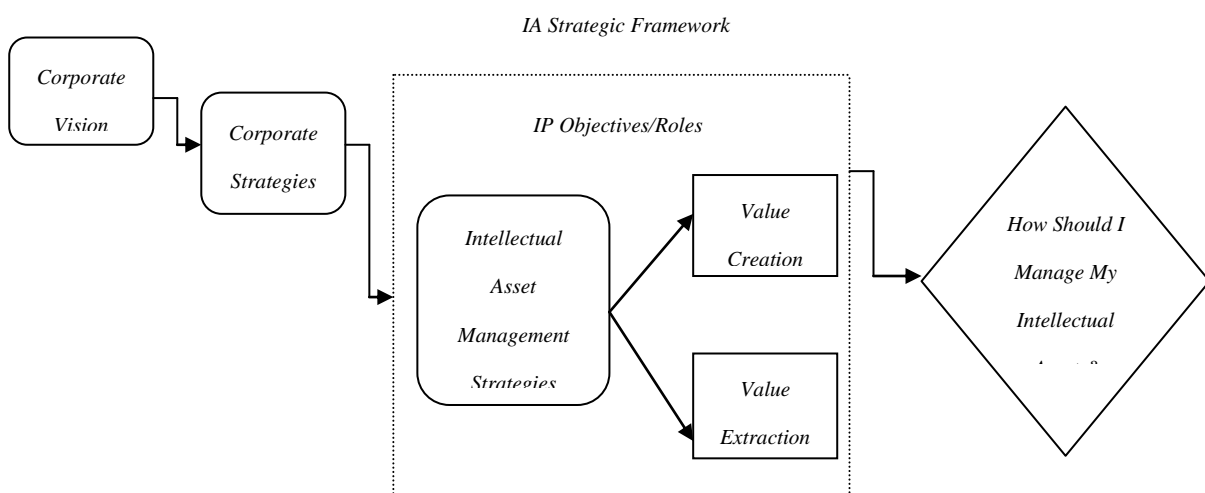 IA Strategic Framework
Corporate
Vision
Corporate
Strategies
IP Objectives/Roles
Intellectual
Asset
Management
Strategies
Value
Creation
Value
Extraction
How Should I
Manage My
Intellectual